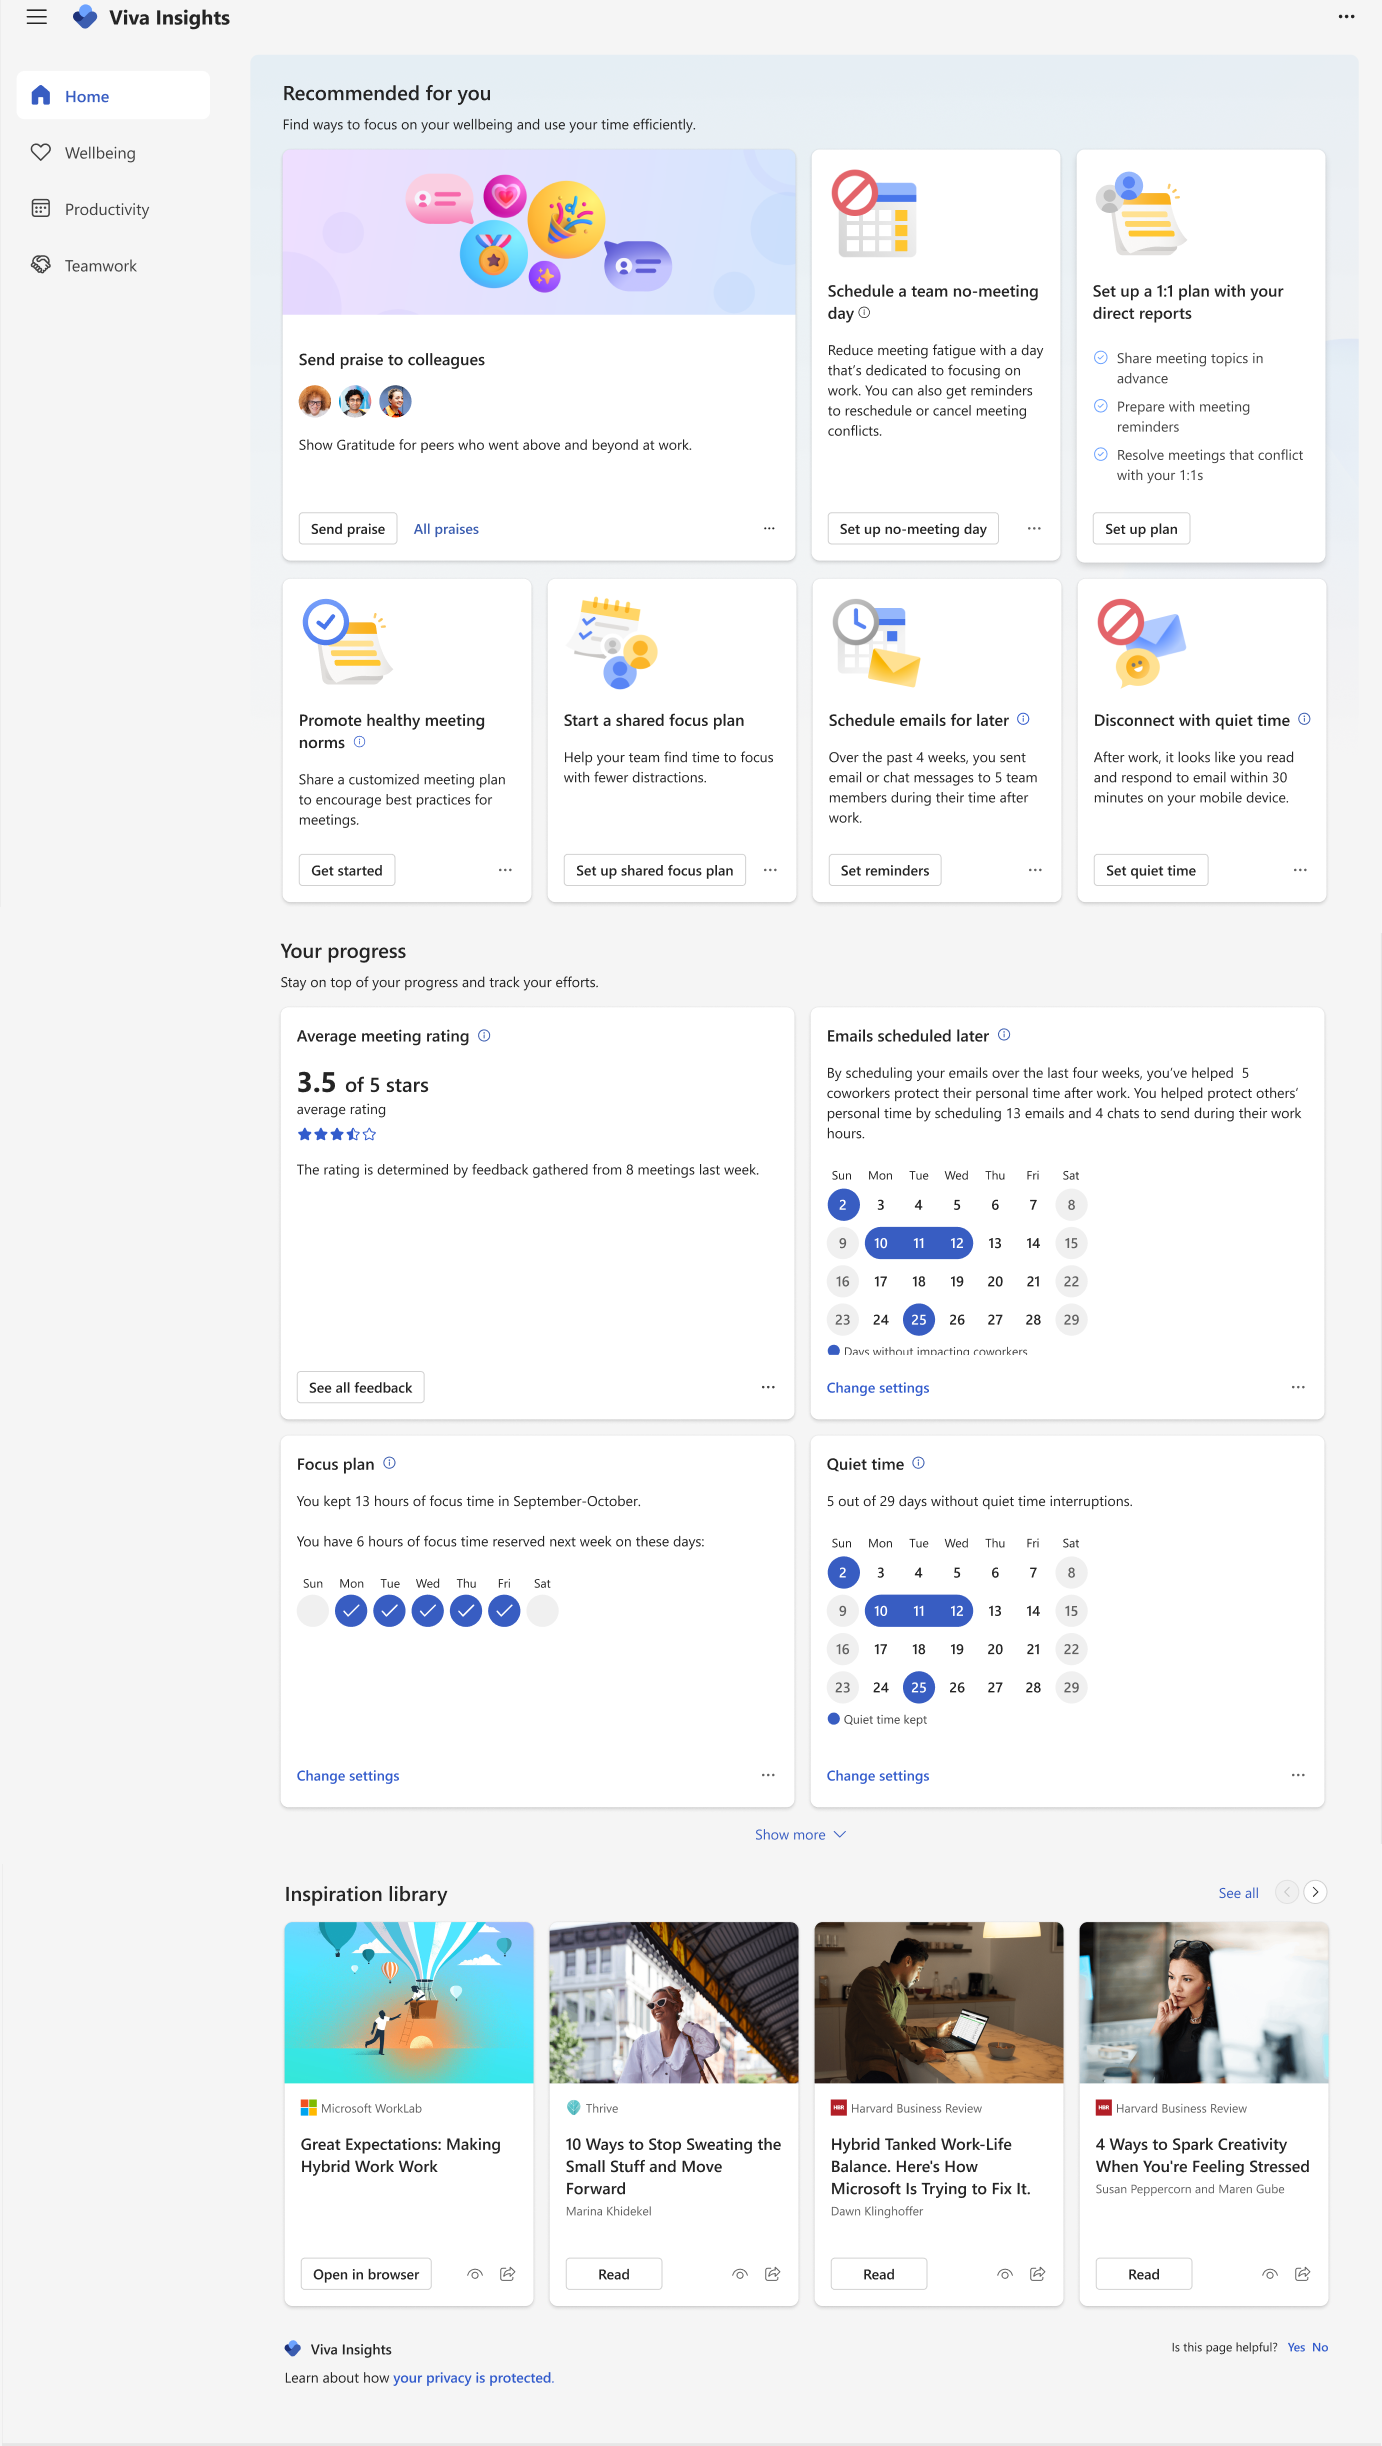 Viva Insights
Home
Wellbeing
Productivity
Teamwork
Recommended for you
Find ways to focus on your wellbeing and use your time efficiently.
Send praise to colleagues
Show Gratitude for peers who went above and beyond at work.
Send praise
All praises
Schedule a team no-meeting
day
Reduce meeting fatigue with a day
that’s dedicated to focusing on
work. You can also get reminders
to reschedule or cancel meeting
conflicts.
Set up no-meeting day
Set up a 1:1 plan with your
direct reports
Share meeting topics in
advance
Prepare with meeting
reminders
Resolve meetings that conflict
with your 1:1s
Set up plan
Promote healthy meeting
norms
Share a customized meeting plan
to encourage best practices for
meetings.
Get started
Start a shared focus plan
Help your team find time to focus
with fewer distractions.
Set up shared focus plan
Schedule emails for later
Over the past 4 weeks, you sent
email or chat messages to 5 team
members during their time after
work.
Set reminders
Disconnect with quiet time
After work, it looks like you read
and respond to email within 30
minutes on your mobile device.
Set quiet time
Your progress
Stay on top of your progress and track your efforts.
Average meeting rating
3.5 of 5 stars
average rating
The rating is determined by feedback gathered from 8 meetings last week.
See all feedback
Emails scheduled later
By scheduling your emails over the last four weeks, you’ve helped 5
coworkers protect their personal time after work. You helped protect others’
personal time by scheduling 13 emails and 4 chats to send during their work
hours.
Sun Mon Tue Wed Thu Fri Sat
2 3 4 5 6 7 8
9 10 11 12 13 14 15
16 17 18 19 20 21 22
23 24 25 26 27 28 29
Days without impacting coworkers
Change settings
Focus plan
You kept 13 hours of focus time in September-October.
You have 6 hours of focus time reserved next week on these days:
Sun Mon Tue Wed Thu Fri Sat
Change settings
Quiet time
5 out of 29 days without quiet time interruptions.
Sun Mon Tue Wed Thu Fri Sat
2 3 4 5 6 7 8
9 10 11 12 13 14 15
16 17 18 19 20 21 22
23 24 25 26 27 28 29
Quiet time kept
Change settings
Show more
Inspiration library
See all
Microsoft WorkLab
Great Expectations: Making
Hybrid Work Work
Open in browser
Thrive
10 Ways to Stop Sweating the
Small Stuff and Move
Forward
Marina Khidekel
Read
HBR Harvard Business Review
Hybrid Tanked Work-Life
Balance. Here's How
Microsoft Is Trying to Fix It.
Dawn Klinghoffer
Read
HBR Harvard Business Review
4 Ways to Spark Creativity
When You're Feeling Stressed
Susan Peppercorn and Maren Gube
Read
Viva Insights
Learn about how your privacy is protected.
Is this page helpful? Yes No